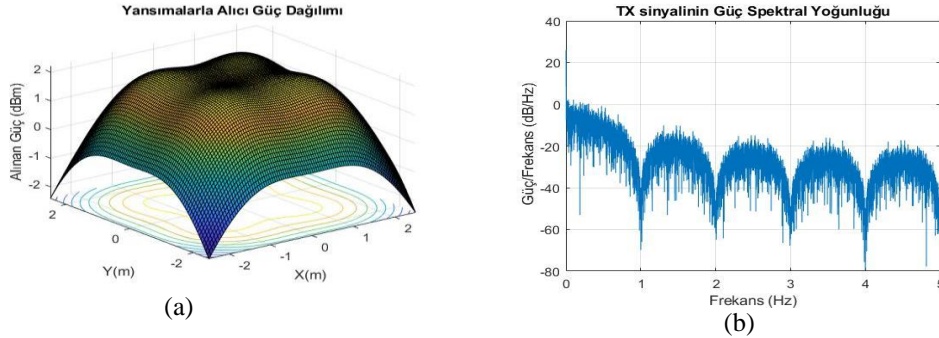 Yansımalarla Alıcı Güç Dağılımı
Alınan Güç (dBm)
2
1
0
-1
-2
2
0
-2
Y(m)
-2
-1
0
1
2
X(m)
(a)
TX sinyalinin Güç Spektral Yoğunluğu
Güç/Frekans (dB/Hz)
40
20
0
-20
-40
-60
-80
0
1
2
3
4
5
Frekans (Hz)
(b)